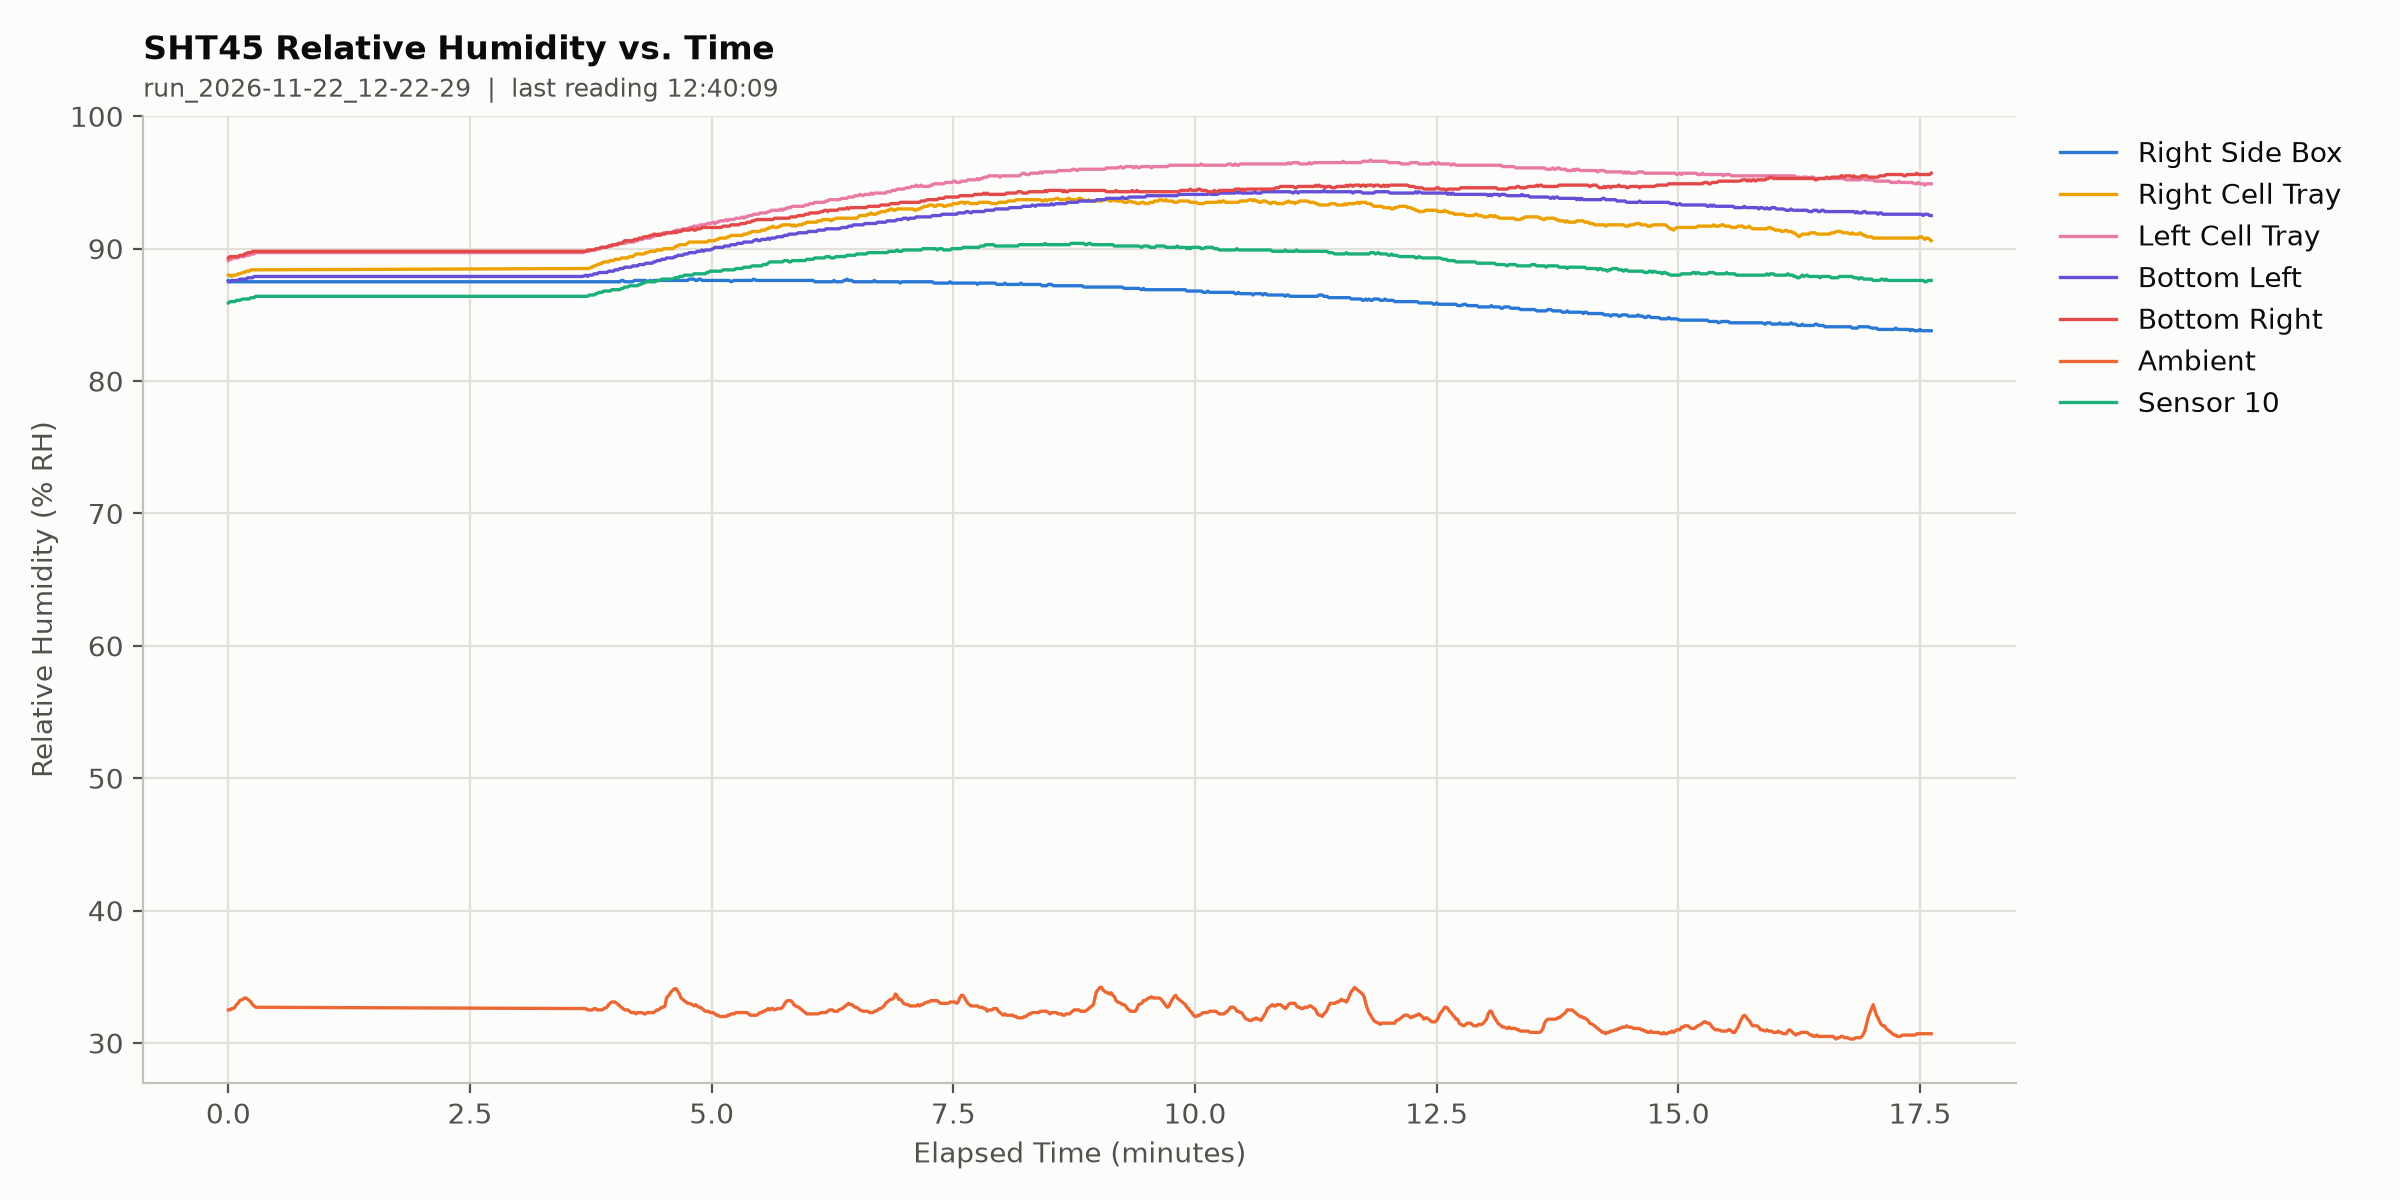 SHT45 Relative Humidity vs. Time
run_2026-11-22_12-22-29 | last reading 12:40:09
Relative Humidity (% RH)
100
90
80
70
60
50
40
30
0.0 2.5 5.0 7.5 10.0 12.5 15.0 17.5
Elapsed Time (minutes)
Right Side Box
Right Cell Tray
Left Cell Tray
Bottom Left
Bottom Right
Ambient
Sensor 10